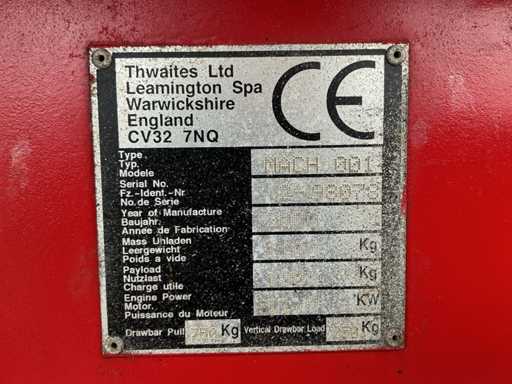 Thwaites Ltd
Leamington Spa
Warwickshire
England
CV32 7NQ
CE
Type
Typ.
Modele
MACH 001
Serial No.
Fz.-Ident.-Nr
No.de Serie
Year of Manufacture
Baujahr.
Année de Fabrication
Mass Unladen
Leergewicht
Poids a vide
Kg
Payload
Nutzlast
Charge utile
Kg
Engine Power
Motor.
Puissance du Moteur
KW
Drawbar Pull Kg Vertical Drawbar Load Kg